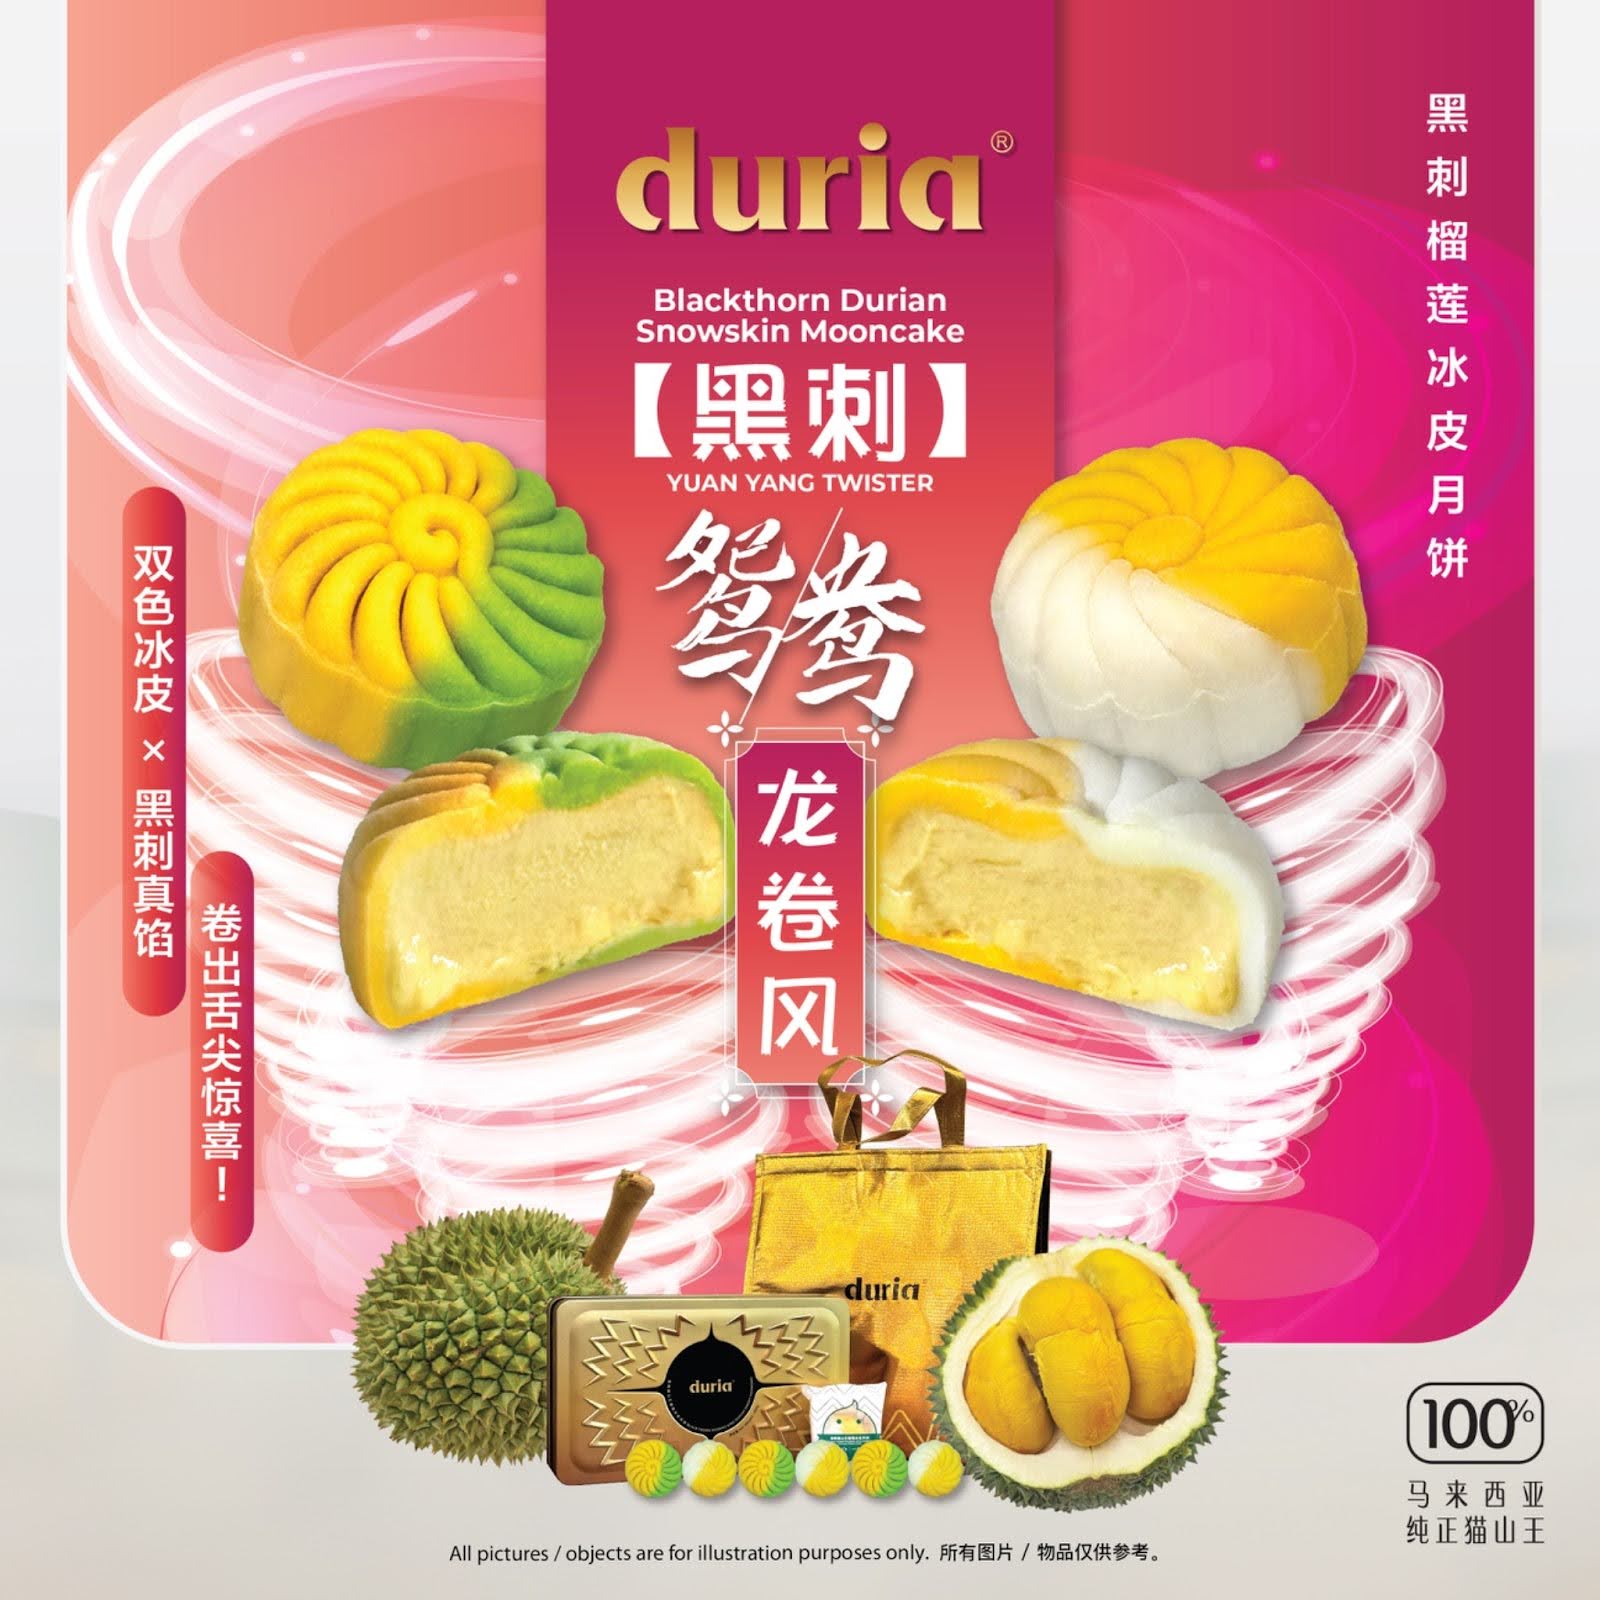 duria®
Blackthorn Durian
Snowskin Mooncake
【黑刺】
YUAN YANG TWISTER
鸳鸯
龙卷风
黑刺榴莲冰皮月饼
双色冰皮 × 黑刺真馅
卷出舌尖惊喜！
duria
duria
100%
马来西亚
纯正猫山王
All pictures / objects are for illustration purposes only. 所有图片 / 物品仅供参考。